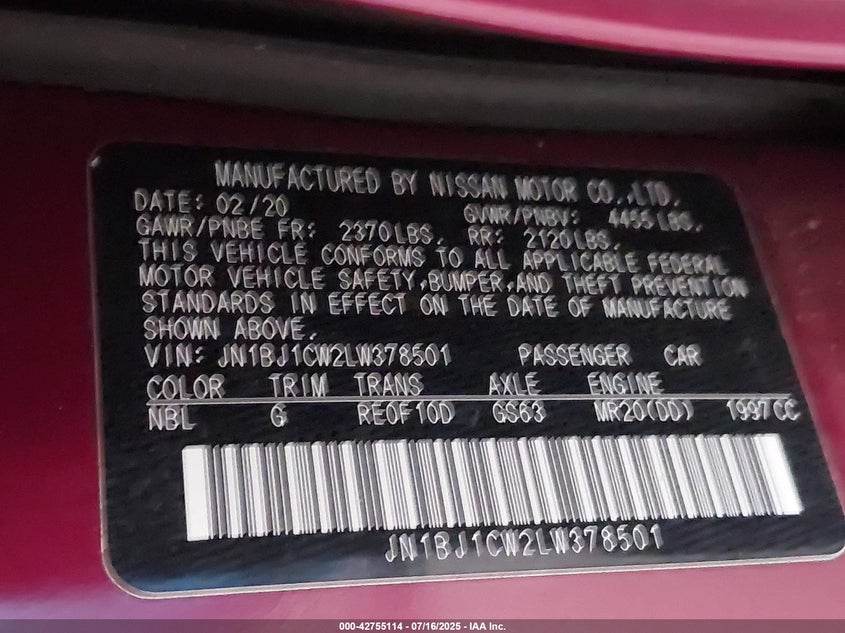 MANUFACTURED BY NISSAN MOTOR CO.,LTD.
DATE: 02/20 GVWR/PNBV: 4455LBS.
GAWR/PNBE FR: 2370LBS. RR: 2120LBS.
THIS VEHICLE CONFORMS TO ALL APPLICABLE FEDERAL
MOTOR VEHICLE SAFETY,BUMPER,AND THEFT PREVENTION
STANDARDS IN EFFECT ON THE DATE OF MANUFACTURE
SHOWN ABOVE.
VIN: JN1BJ1CW2LW378501 PASSENGER CAR
COLOR TRIM TRANS AXLE ENGINE
NBL G RE0F10D GS63 MR20(DD) 1997CC
JN1BJ1CW2LW378501
000-42755114 - 07/16/2025 - IAA Inc.